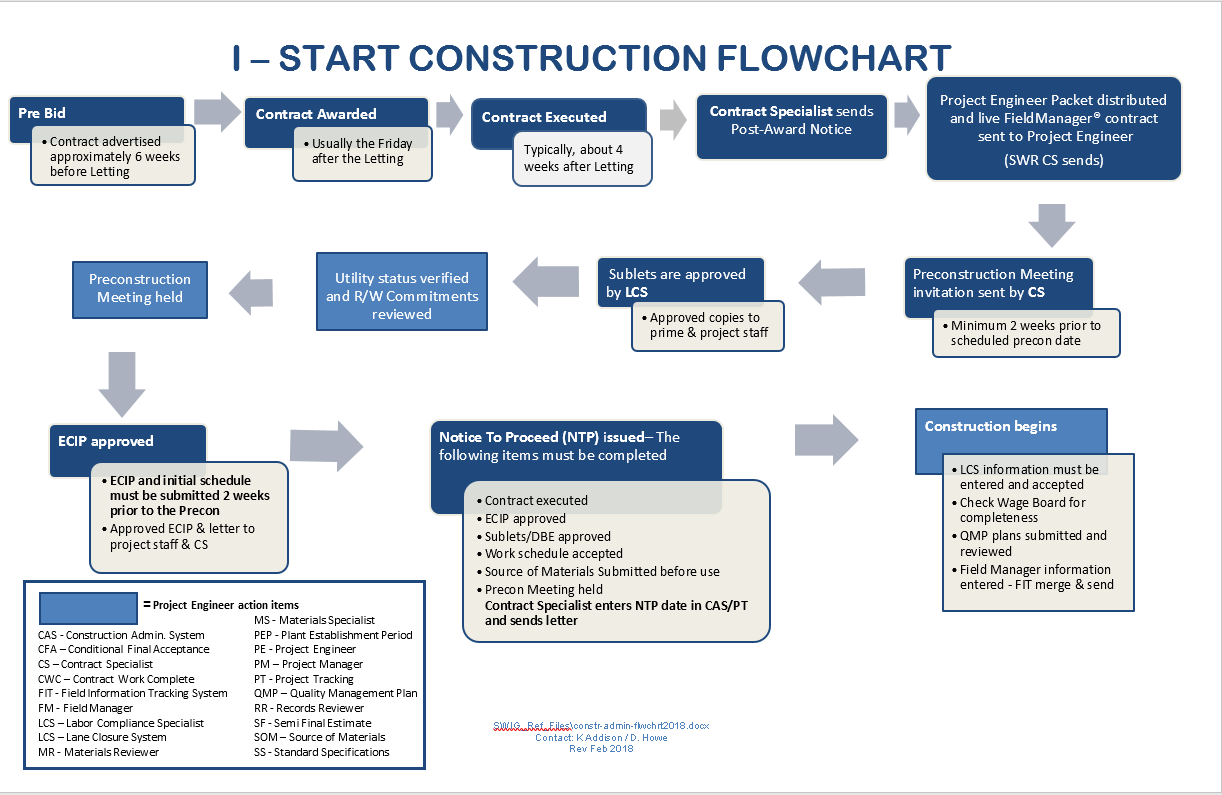 I – START CONSTRUCTION FLOWCHART
Pre Bid
• Contract advertised
approximately 6 weeks
before Letting
Contract Awarded
• Usually the Friday
after the Letting
Contract Executed
Typically, about 4
weeks after Letting
Contract Specialist sends
Post-Award Notice
Project Engineer Packet distributed
and live FieldManager® contract
sent to Project Engineer
(SWR CS sends)
Preconstruction Meeting
invitation sent by CS
• Minimum 2 weeks prior to
scheduled precon date
Sublets are approved
by LCS
• Approved copies to
prime & project staff
Utility status verified
and R/W Commitments
reviewed
Preconstruction
Meeting held
ECIP approved
• ECIP and initial schedule
must be submitted 2 weeks
prior to the Precon
• Approved ECIP & letter to
project staff & CS
Notice To Proceed (NTP) issued– The
following items must be completed
• Contract executed
• ECIP approved
• Sublets/DBE approved
• Work schedule accepted
• Source of Materials Submitted before use
• Precon Meeting held
Contract Specialist enters NTP date in CAS/PT
and sends letter
Construction begins
• LCS information must be
entered and accepted
• Check Wage Board for
completeness
• QMP plans submitted and
reviewed
• Field Manager information
entered - FIT merge & send
= Project Engineer action items
CAS - Construction Admin. System
CFA – Conditional Final Acceptance
CS – Contract Specialist
CWC – Contract Work Complete
FIT - Field Information Tracking System
FM - Field Manager
LCS – Labor Compliance Specialist
LCS – Lane Closure System
MR - Materials Reviewer
MS - Materials Specialist
PEP - Plant Establishment Period
PE - Project Engineer
PM – Project Manager
PT - Project Tracking
QMP – Quality Management Plan
RR - Records Reviewer
SF - Semi Final Estimate
SOM – Source of Materials
SS - Standard Specifications
SWIG_Ref_Files\constr-admin-flwchrt2018.docx
Contact: K Addison / D. Howe
Rev Feb 2018